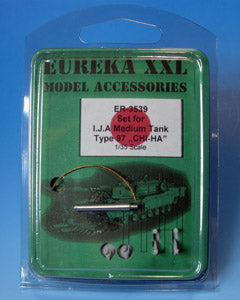 EUREKA XXL
MODEL ACCESSORIES
ER-3539
Set for
I.J.A Medium Tank
Type 97 „CHI-HA"
1/35 Scale